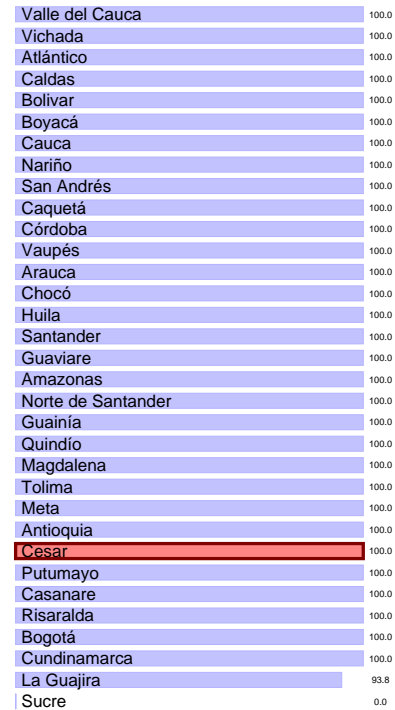 Valle del Cauca 100.0
Vichada 100.0
Atlántico 100.0
Caldas 100.0
Bolivar 100.0
Boyacá 100.0
Cauca 100.0
Nariño 100.0
San Andrés 100.0
Caquetá 100.0
Córdoba 100.0
Vaupés 100.0
Arauca 100.0
Chocó 100.0
Huila 100.0
Santander 100.0
Guaviare 100.0
Amazonas 100.0
Norte de Santander 100.0
Guainía 100.0
Quindío 100.0
Magdalena 100.0
Tolima 100.0
Meta 100.0
Antioquia 100.0
Cesar 100.0
Putumayo 100.0
Casanare 100.0
Risaralda 100.0
Bogotá 100.0
Cundinamarca 100.0
La Guajira 93.8
Sucre 0.0